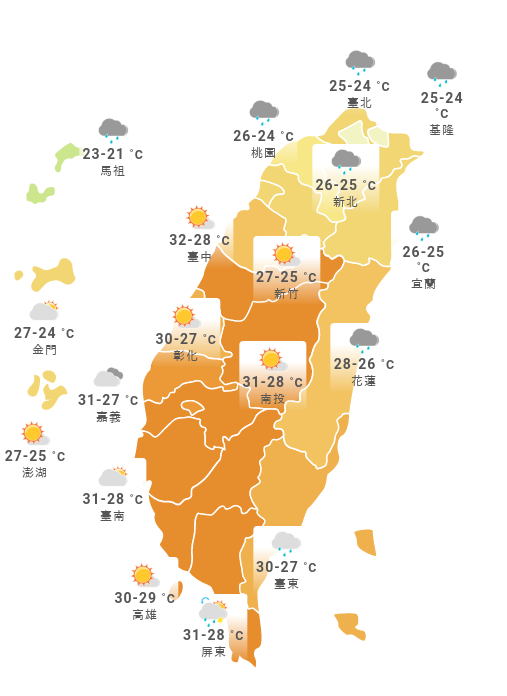 25-24 °C
臺北
25-24
°C
基隆
26-24 °C
桃園
23-21 °C
馬祖
26-25 °C
新北
32-28 °C
臺中
26-25
°C
宜蘭
27-25 °C
新竹
27-24 °C
金門
30-27 °C
彰化
28-26 °C
花蓮
31-28 °C
南投
31-27 °C
嘉義
27-25 °C
澎湖
31-28 °C
臺南
30-27 °C
臺東
30-29 °C
高雄
31-28 °C
屏東